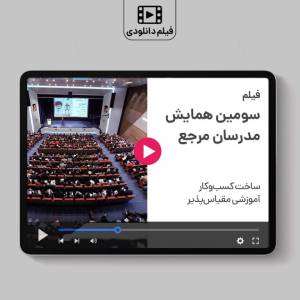 فیلم دانلودی
فیلم
سومین همایش
مدرسان مرجع
ساخت کسب‌وکار
آموزشی مقیاس‌پذیر